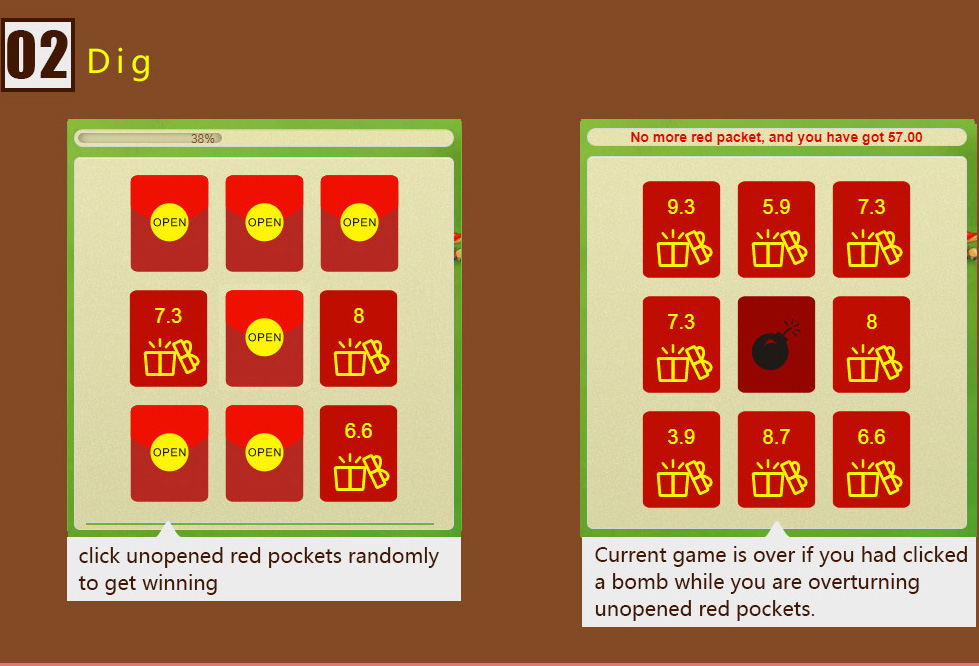 02
Dig
38%
OPEN OPEN OPEN
7.3 OPEN 8
OPEN OPEN 6.6
click unopened red pockets randomly
to get winning
No more red packet, and you have got 57.00
9.3 5.9 7.3
7.3 8
3.9 8.7 6.6
Current game is over if you had clicked
a bomb while you are overturning
unopened red pockets.